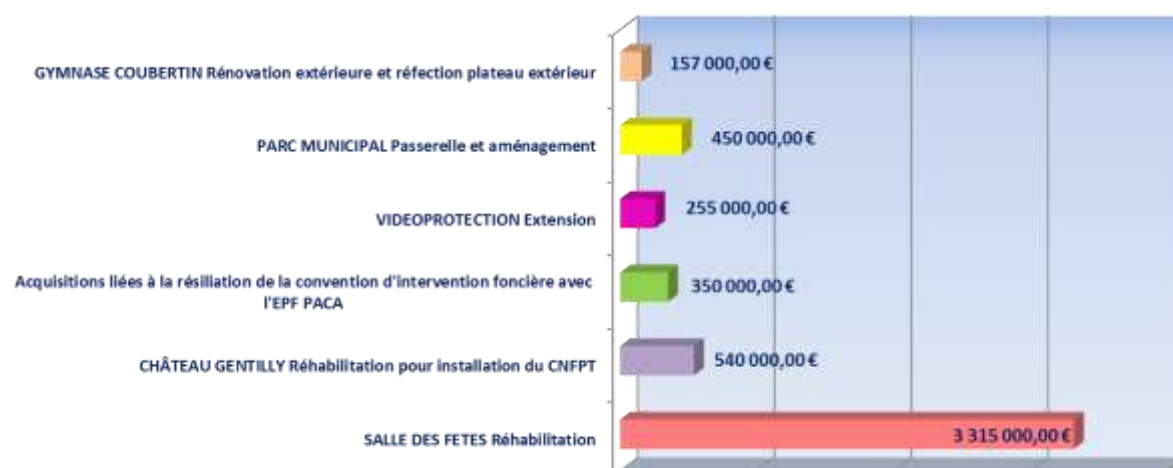 GYMNASE COUBERTIN Rénovation extérieure et réfection plateau extérieur
157 000,00 €
PARC MUNICIPAL Passerelle et aménagement
450 000,00 €
VIDEOPROTECTION Extension
255 000,00 €
Acquisitions liées à la résiliation de la convention d'intervention foncière avec
l'EPF PACA
350 000,00 €
CHÂTEAU GENTILLY Réhabilitation pour installation du CNFPT
540 000,00 €
SALLE DES FETES Réhabilitation
3 315 000,00 €